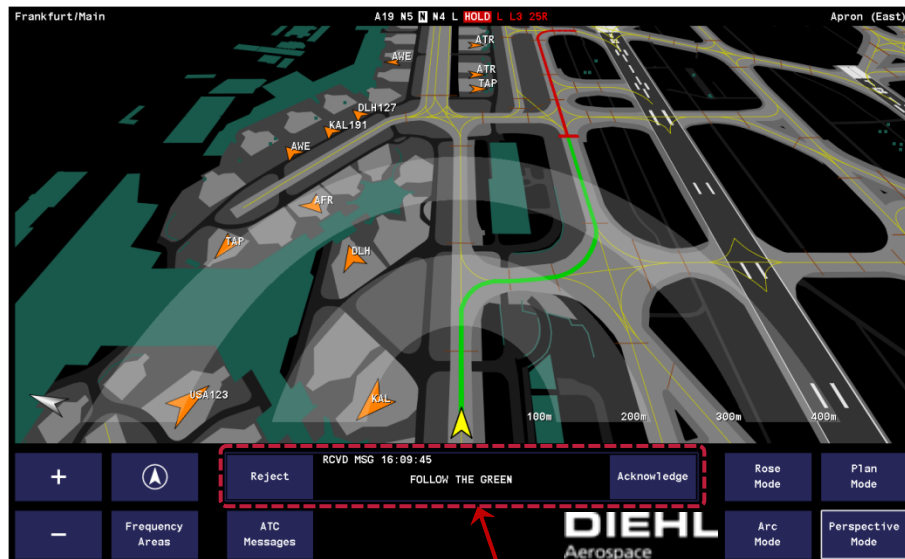 Frankfurt/Main
A19 N5 N N4 L HOLD L L3 25R
Apron (East)
ATR
AWE
ATR
TAP
DLH127
KAL191
AWE
AFR
TAP
DLH
USA123
KAL
100m
200m
300m
400m
+
Reject
RCVD MSG 16:09:45
FOLLOW THE GREEN
Acknowledge
Rose
Mode
Plan
Mode
−
Frequency
Areas
ATC
Messages
DIEHL
Aerospace
Arc
Mode
Perspective
Mode